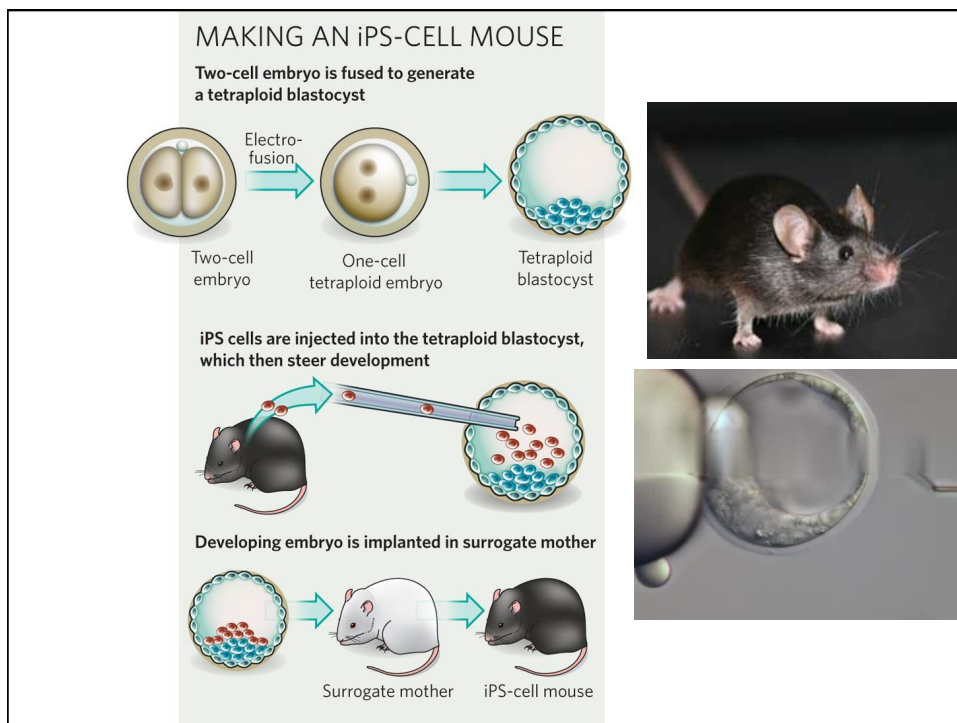 MAKING AN iPS-CELL MOUSE
Two-cell embryo is fused to generate
a tetraploid blastocyst
Electro-
fusion
Two-cell
embryo
One-cell
tetraploid embryo
Tetraploid
blastocyst
iPS cells are injected into the tetraploid blastocyst,
which then steer development
Developing embryo is implanted in surrogate mother
Surrogate mother
iPS-cell mouse